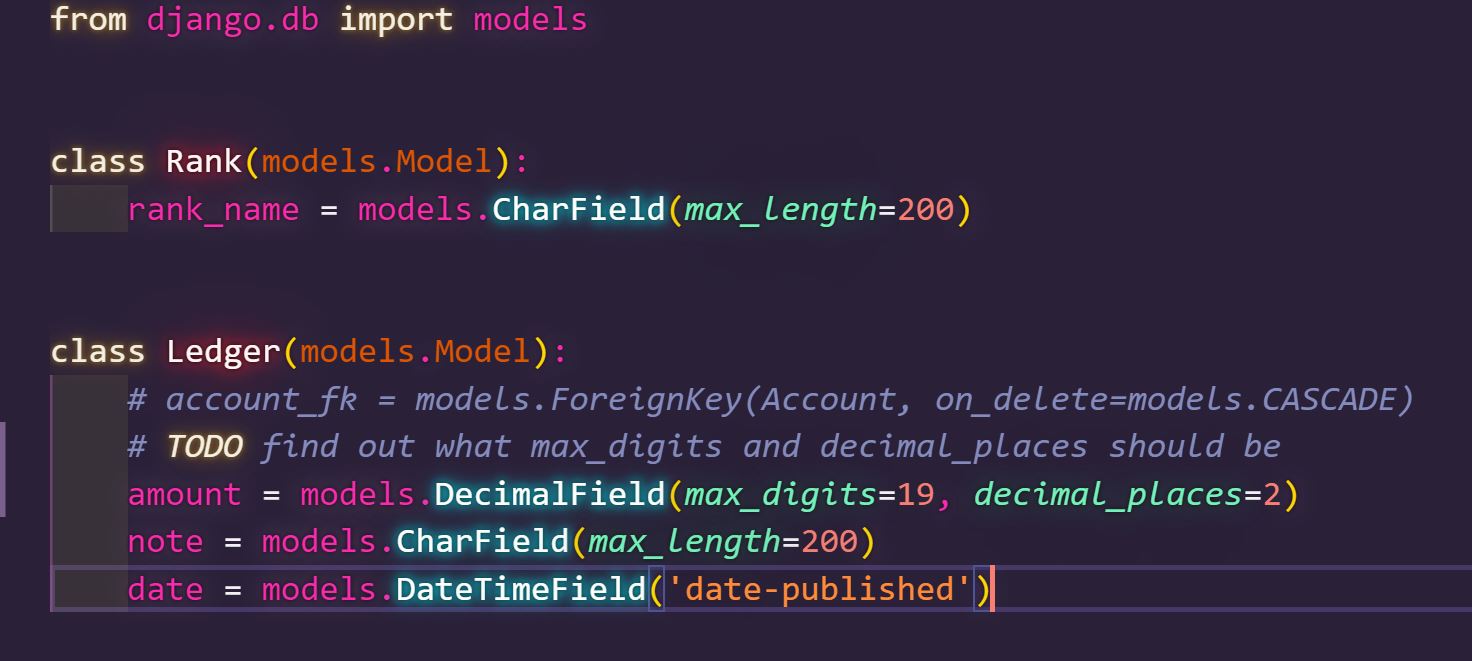 from django.db import models
class Rank(models.Model):
    rank_name = models.CharField(max_length=200)
class Ledger(models.Model):
    # account_fk = models.ForeignKey(Account, on_delete=models.CASCADE)
    # TODO find out what max_digits and decimal_places should be
    amount = models.DecimalField(max_digits=19, decimal_places=2)
    note = models.CharField(max_length=200)
    date = models.DateTimeField('date-published')